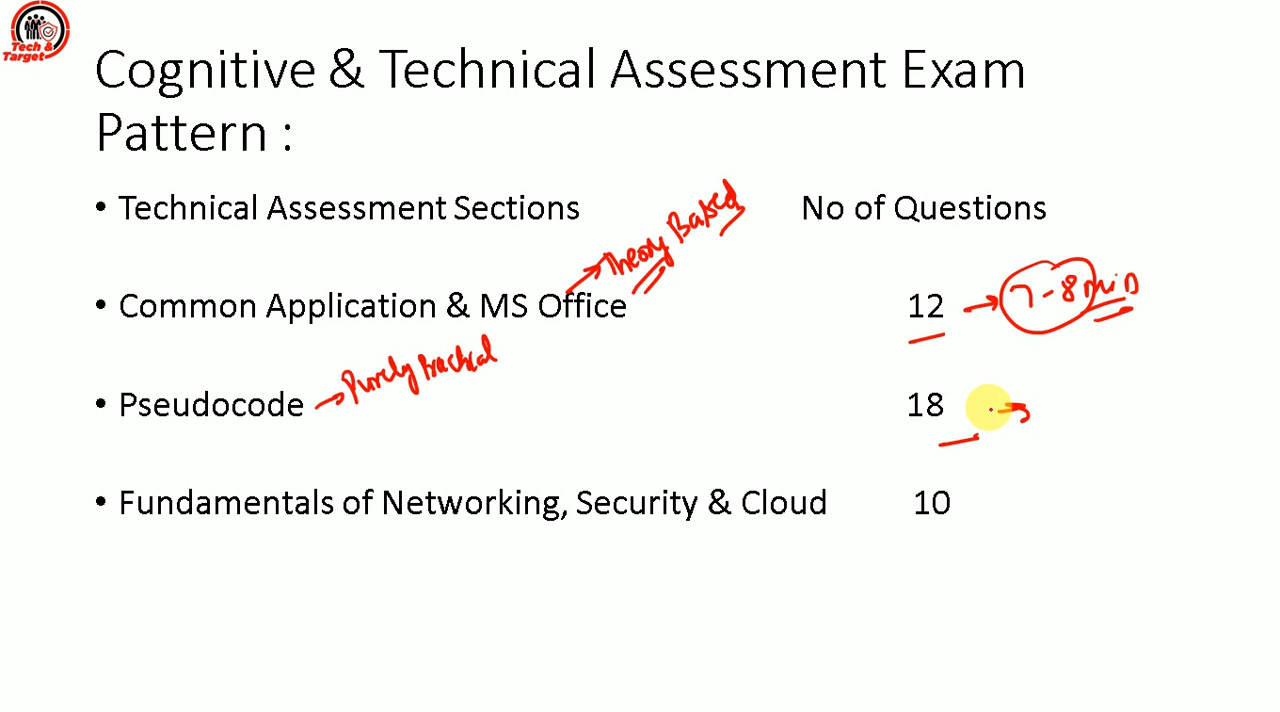 Tech &
Target
Cognitive & Technical Assessment Exam
Pattern :
• Technical Assessment Sections No of Questions
Theory Based
• Common Application & MS Office 12 → 7-8 min
Purely Practical
• Pseudocode 18
• Fundamentals of Networking, Security & Cloud 10